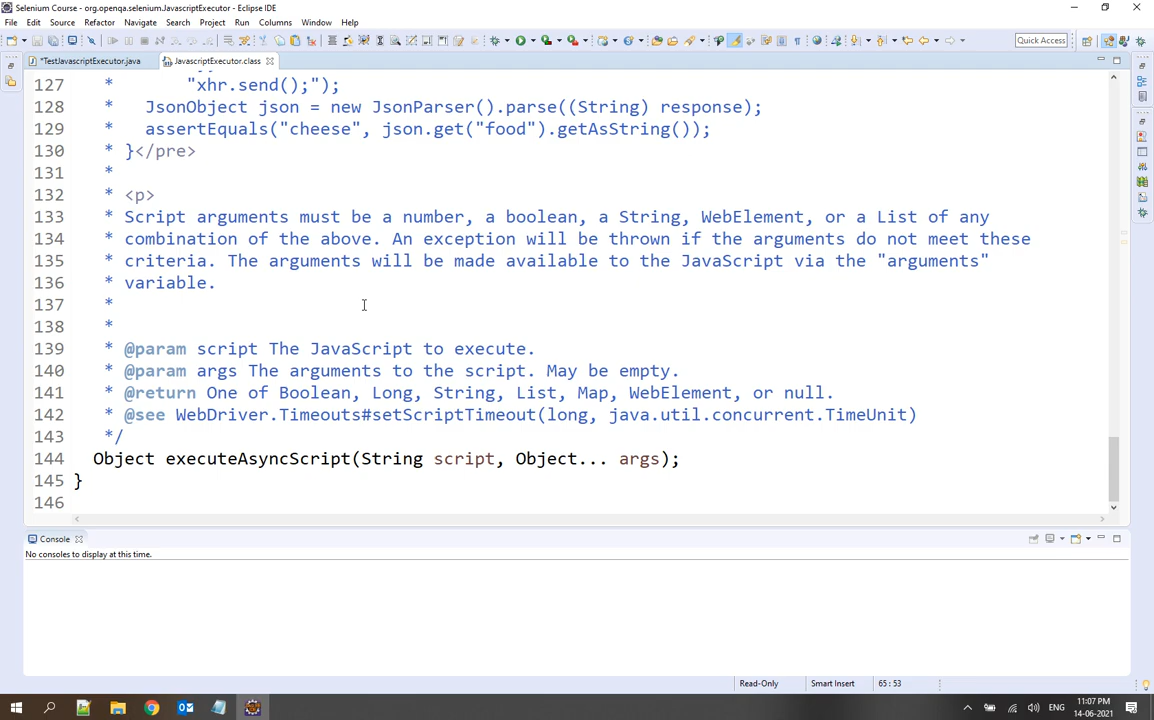 Selenium Course - org.openqa.selenium.JavascriptExecutor - Eclipse IDE
File Edit Source Refactor Navigate Search Project Run Columns Window Help
Quick Access
*TestJavascriptExecutor.java JavascriptExecutor.class
127 * "xhr.send();");
128 * JsonObject json = new JsonParser().parse((String) response);
129 * assertEquals("cheese", json.get("food").getAsString());
130 * }</pre>
131 *
132 * <p>
133 * Script arguments must be a number, a boolean, a String, WebElement, or a List of any
134 * combination of the above. An exception will be thrown if the arguments do not meet these
135 * criteria. The arguments will be made available to the JavaScript via the "arguments"
136 * variable.
137 *
138 *
139 * @param script The JavaScript to execute.
140 * @param args The arguments to the script. May be empty.
141 * @return One of Boolean, Long, String, List, Map, WebElement, or null.
142 * @see WebDriver.Timeouts#setScriptTimeout(long, java.util.concurrent.TimeUnit)
143 */
144 Object executeAsyncScript(String script, Object... args);
145 }
146
Console
No consoles to display at this time.
Read-Only Smart Insert 65 : 53
ENG 11:07 PM
14-06-2021